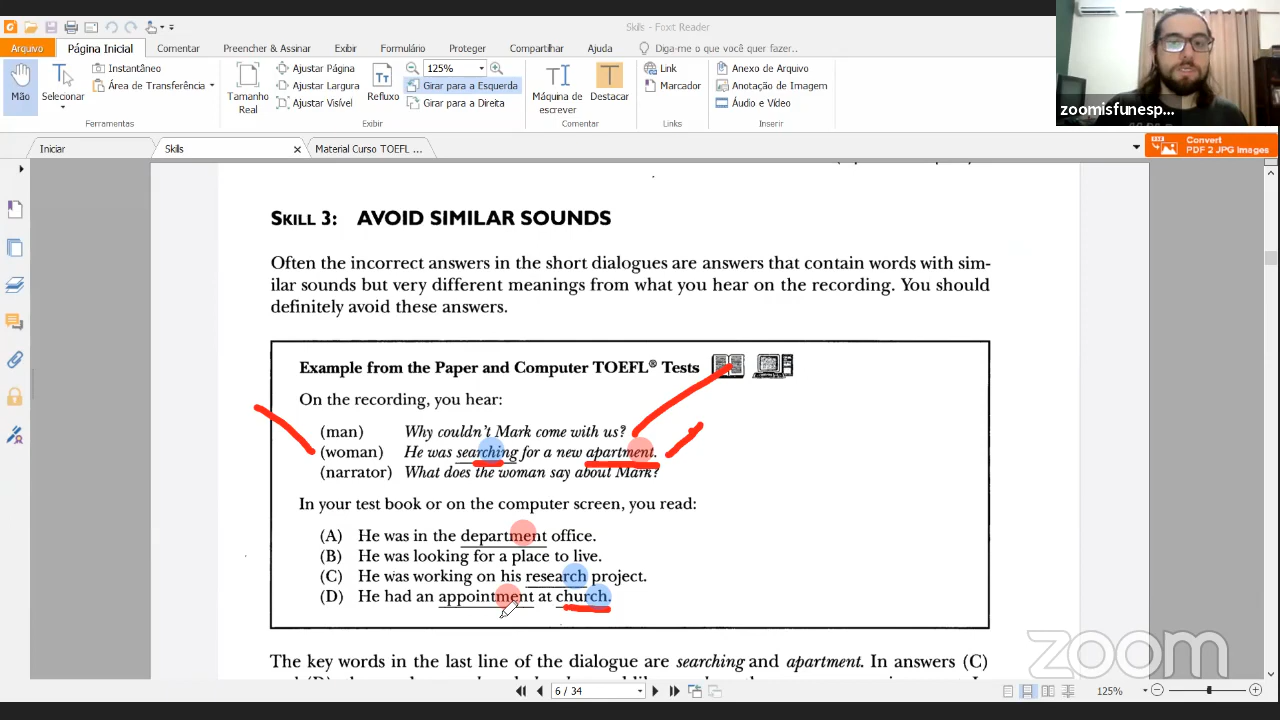 Skills - Foxt Reader
Arquivo Página Inicial Comentar Preencher & Assinar Exibir Formulário Proteger Compartilhar Ajuda Diga-me o que você quer fazer..
Mão
Selecionar
Instantâneo
Área de Transferência
Ferramentas
Tamanho Real
Ajustar Página
Ajustar Largura
Ajustar Visível
Refluxo
125%
Girar para a Esquerda
Girar para a Direita
Exibir
Máquina de escrever
Destacar
Comentar
Link
Marcador
Links
Anexo de Arquivo
Anotação de Imagem
Áudio e Vídeo
Inserir
zoomisfunesp...
Iniciar Skills Material Curso TOEFL ...
Convert
PDF 2 JPG Images
SKILL 3: AVOID SIMILAR SOUNDS
Often the incorrect answers in the short dialogues are answers that contain words with sim-
ilar sounds but very different meanings from what you hear on the recording. You should
definitely avoid these answers.
Example from the Paper and Computer TOEFL® Tests
On the recording, you hear:
(man) Why couldn't Mark come with us?
(woman) He was searching for a new apartment.
(narrator) What does the woman say about Mark?
In your test book or on the computer screen, you read:
(A) He was in the department office.
(B) He was looking for a place to live.
(C) He was working on his research project.
(D) He had an appointment at church.
The key words in the last line of the dialogue are searching and apartment. In answers (C)
zoom
6 / 34
125%